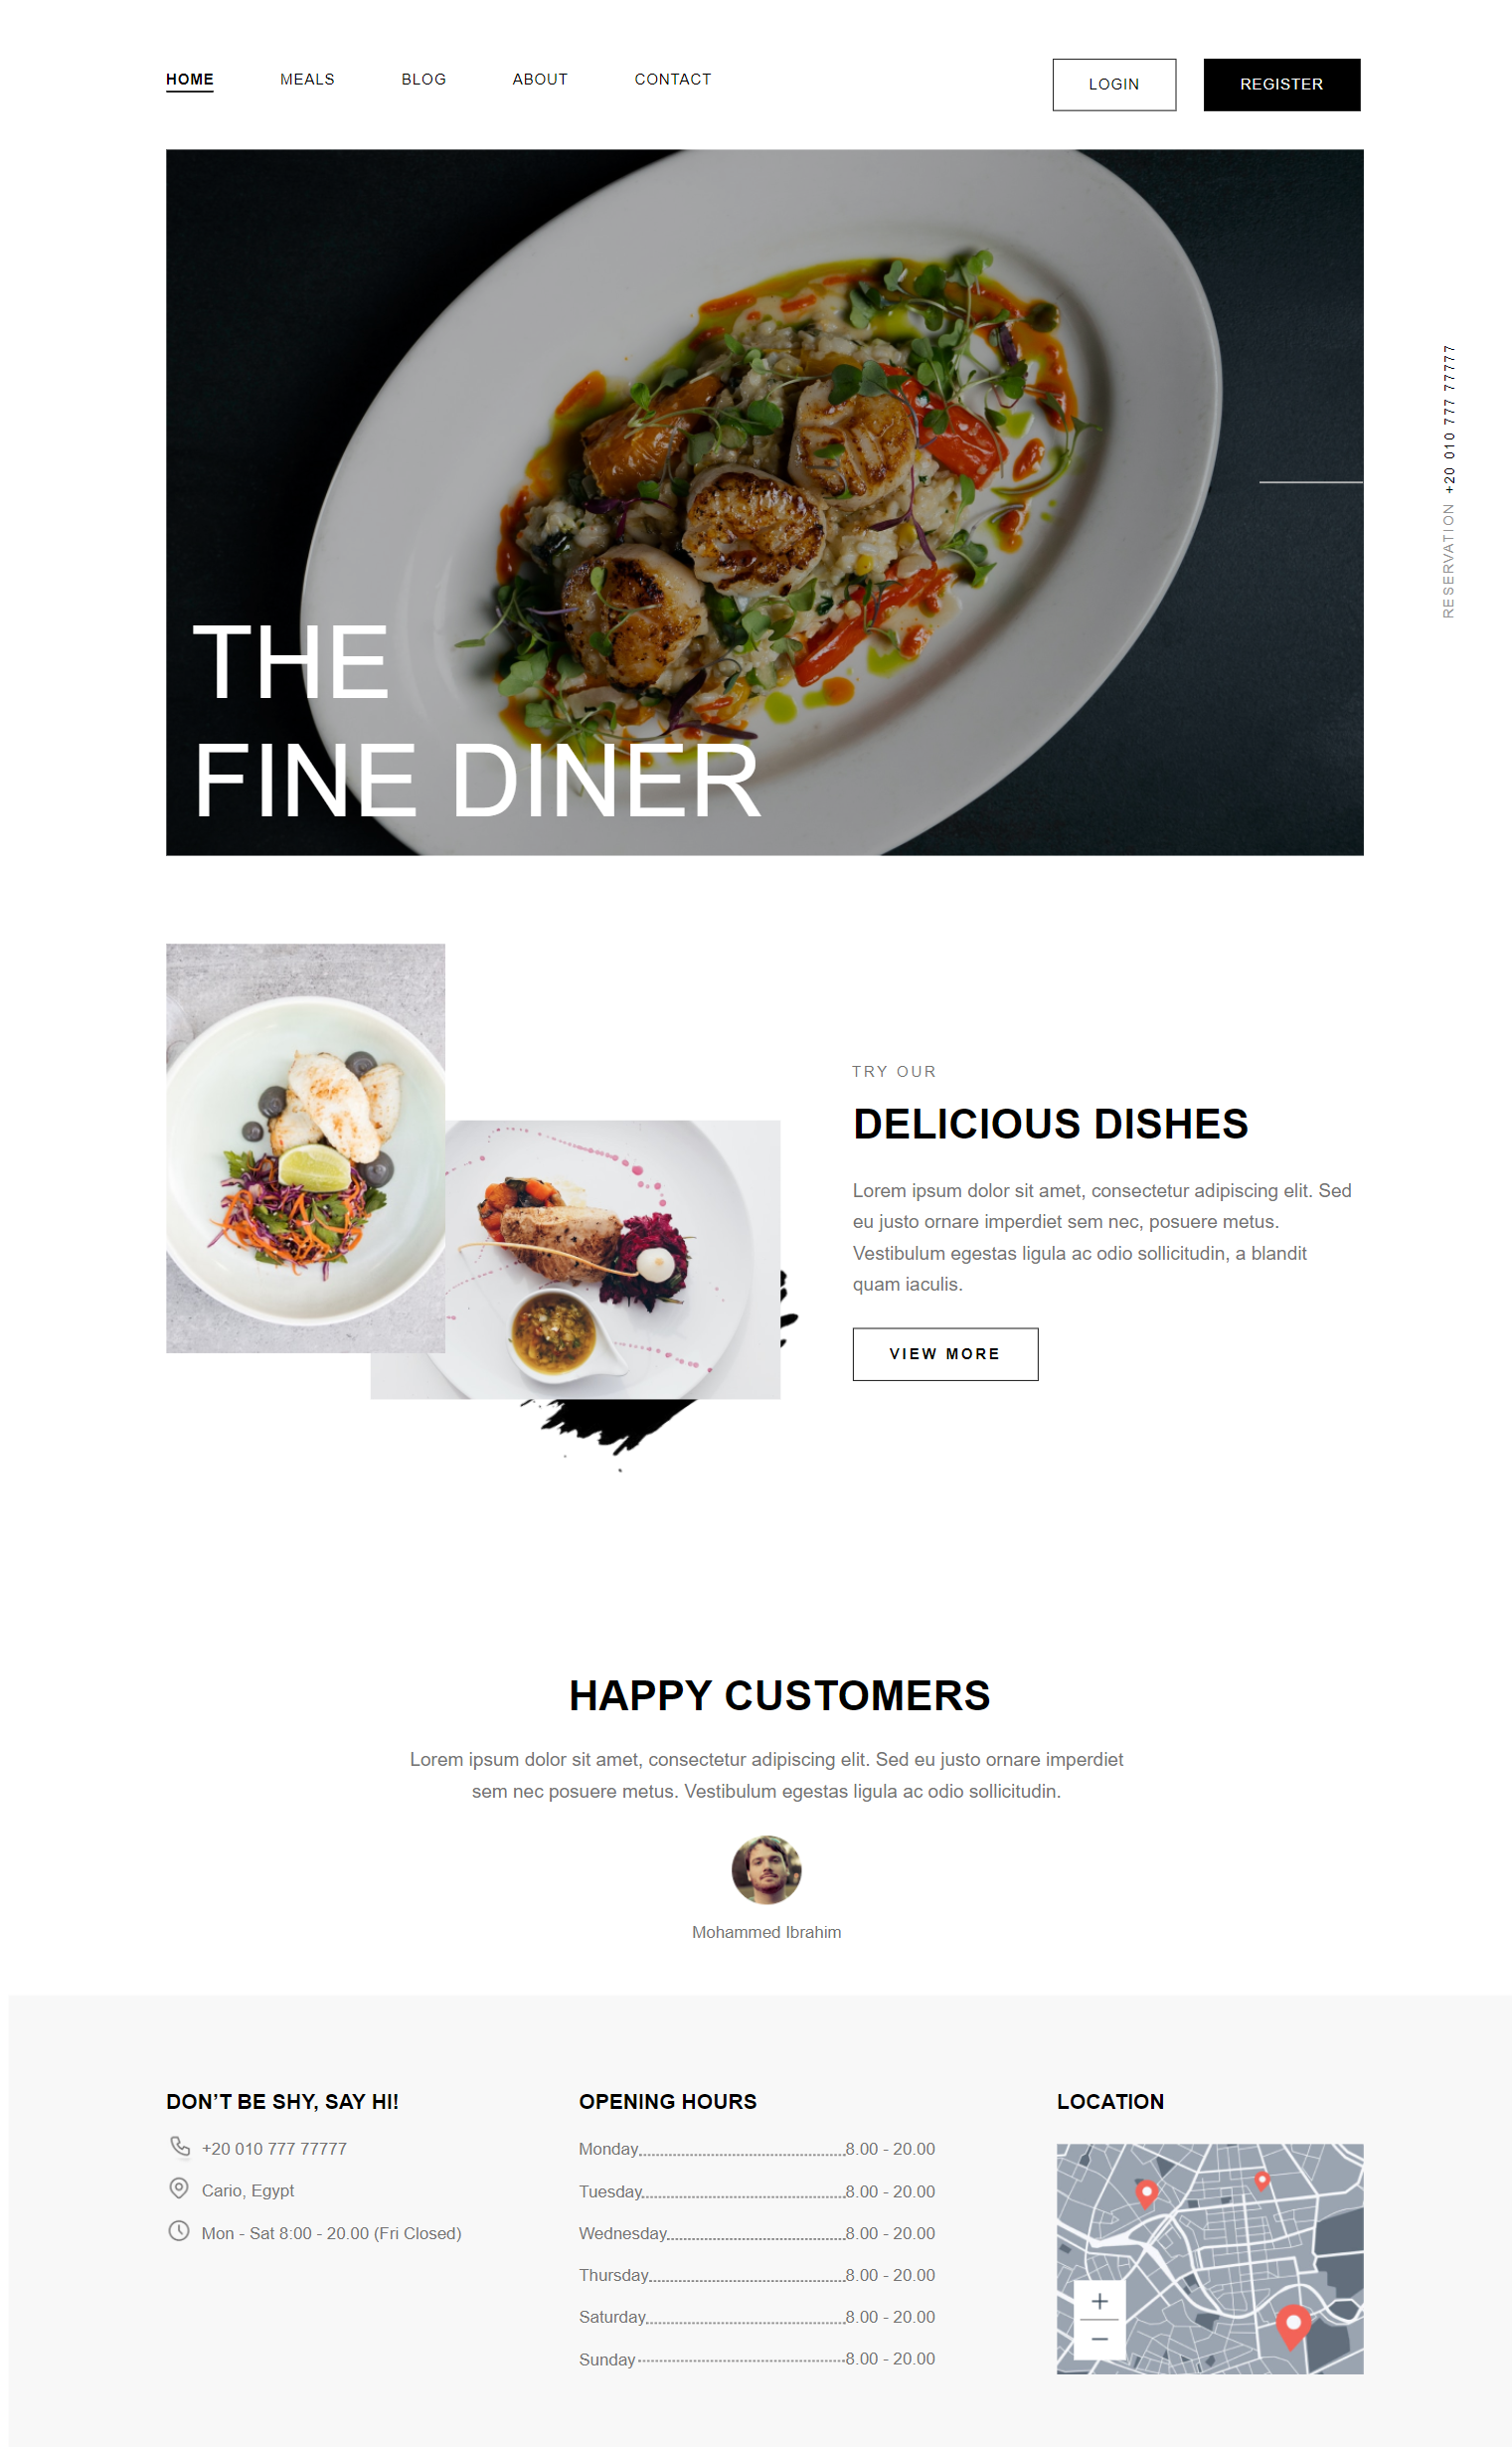 HOME
MEALS
BLOG
ABOUT
CONTACT
LOGIN
REGISTER
RESERVATION +20 010 777 77777
THE
FINE DINER
TRY OUR
DELICIOUS DISHES
Lorem ipsum dolor sit amet, consectetur adipiscing elit. Sed
eu justo ornare imperdiet sem nec, posuere metus.
Vestibulum egestas ligula ac odio sollicitudin, a blandit
quam iaculis.
VIEW MORE
HAPPY CUSTOMERS
Lorem ipsum dolor sit amet, consectetur adipiscing elit. Sed eu justo ornare imperdiet
sem nec posuere metus. Vestibulum egestas ligula ac odio sollicitudin.
Mohammed Ibrahim
DON’T BE SHY, SAY HI!
+20 010 777 77777
Cario, Egypt
Mon - Sat 8:00 - 20.00 (Fri Closed)
OPENING HOURS
Monday 8.00 - 20.00
Tuesday 8.00 - 20.00
Wednesday 8.00 - 20.00
Thursday 8.00 - 20.00
Saturday 8.00 - 20.00
Sunday 8.00 - 20.00
LOCATION
+
−